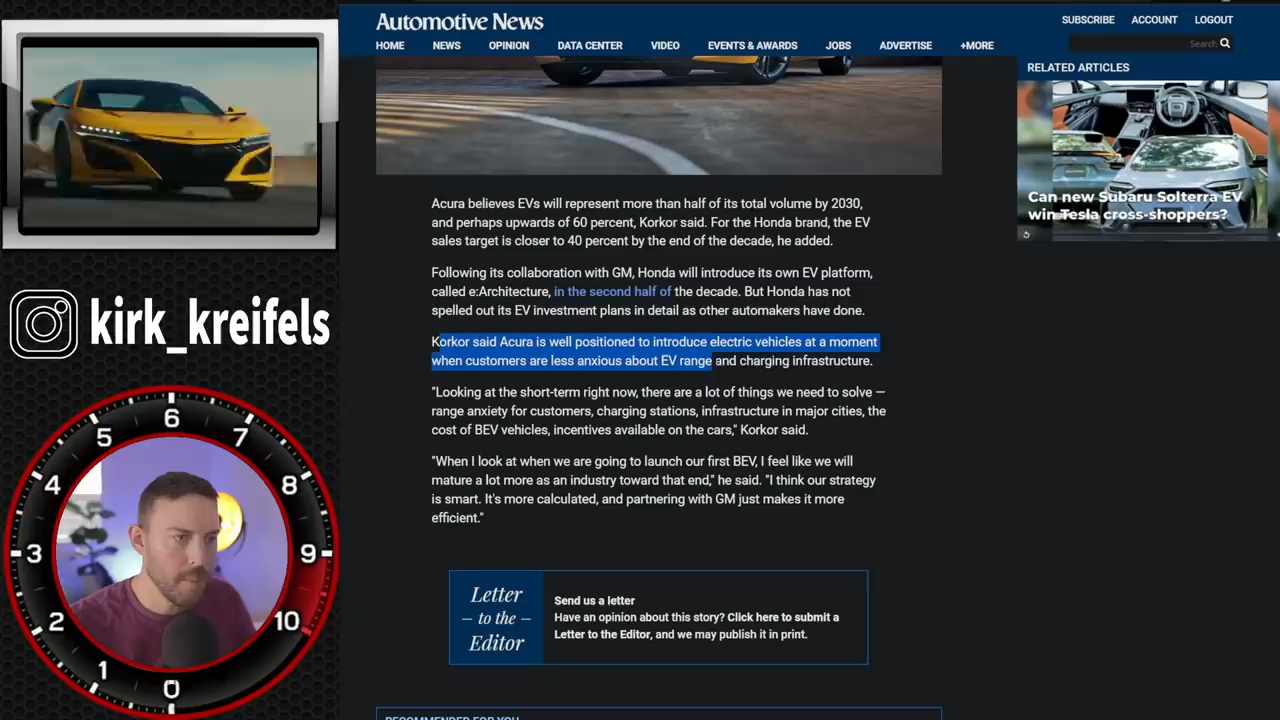 Automotive News
SUBSCRIBE ACCOUNT LOGOUT
HOME NEWS OPINION DATA CENTER VIDEO EVENTS & AWARDS JOBS ADVERTISE +MORE
Search
RELATED ARTICLES
Can new Subaru Solterra EV
win Tesla cross-shoppers?
Acura believes EVs will represent more than half of its total volume by 2030,
and perhaps upwards of 60 percent, Korkor said. For the Honda brand, the EV
sales target is closer to 40 percent by the end of the decade, he added.
Following its collaboration with GM, Honda will introduce its own EV platform,
called e:Architecture, in the second half of the decade. But Honda has not
spelled out its EV investment plans in detail as other automakers have done.
Korkor said Acura is well positioned to introduce electric vehicles at a moment
when customers are less anxious about EV range and charging infrastructure.
"Looking at the short-term right now, there are a lot of things we need to solve —
range anxiety for customers, charging stations, infrastructure in major cities, the
cost of BEV vehicles, incentives available on the cars," Korkor said.
"When I look at when we are going to launch our first BEV, I feel like we will
mature a lot more as an industry toward that end," he said. "I think our strategy
is smart. It's more calculated, and partnering with GM just makes it more
efficient."
Letter
— to the —
Editor
Send us a letter
Have an opinion about this story? Click here to submit a
Letter to the Editor, and we may publish it in print.
RECOMMENDED FOR YOU
kirk_kreifels
0
1
2
3
4
5
6
7
8
9
10